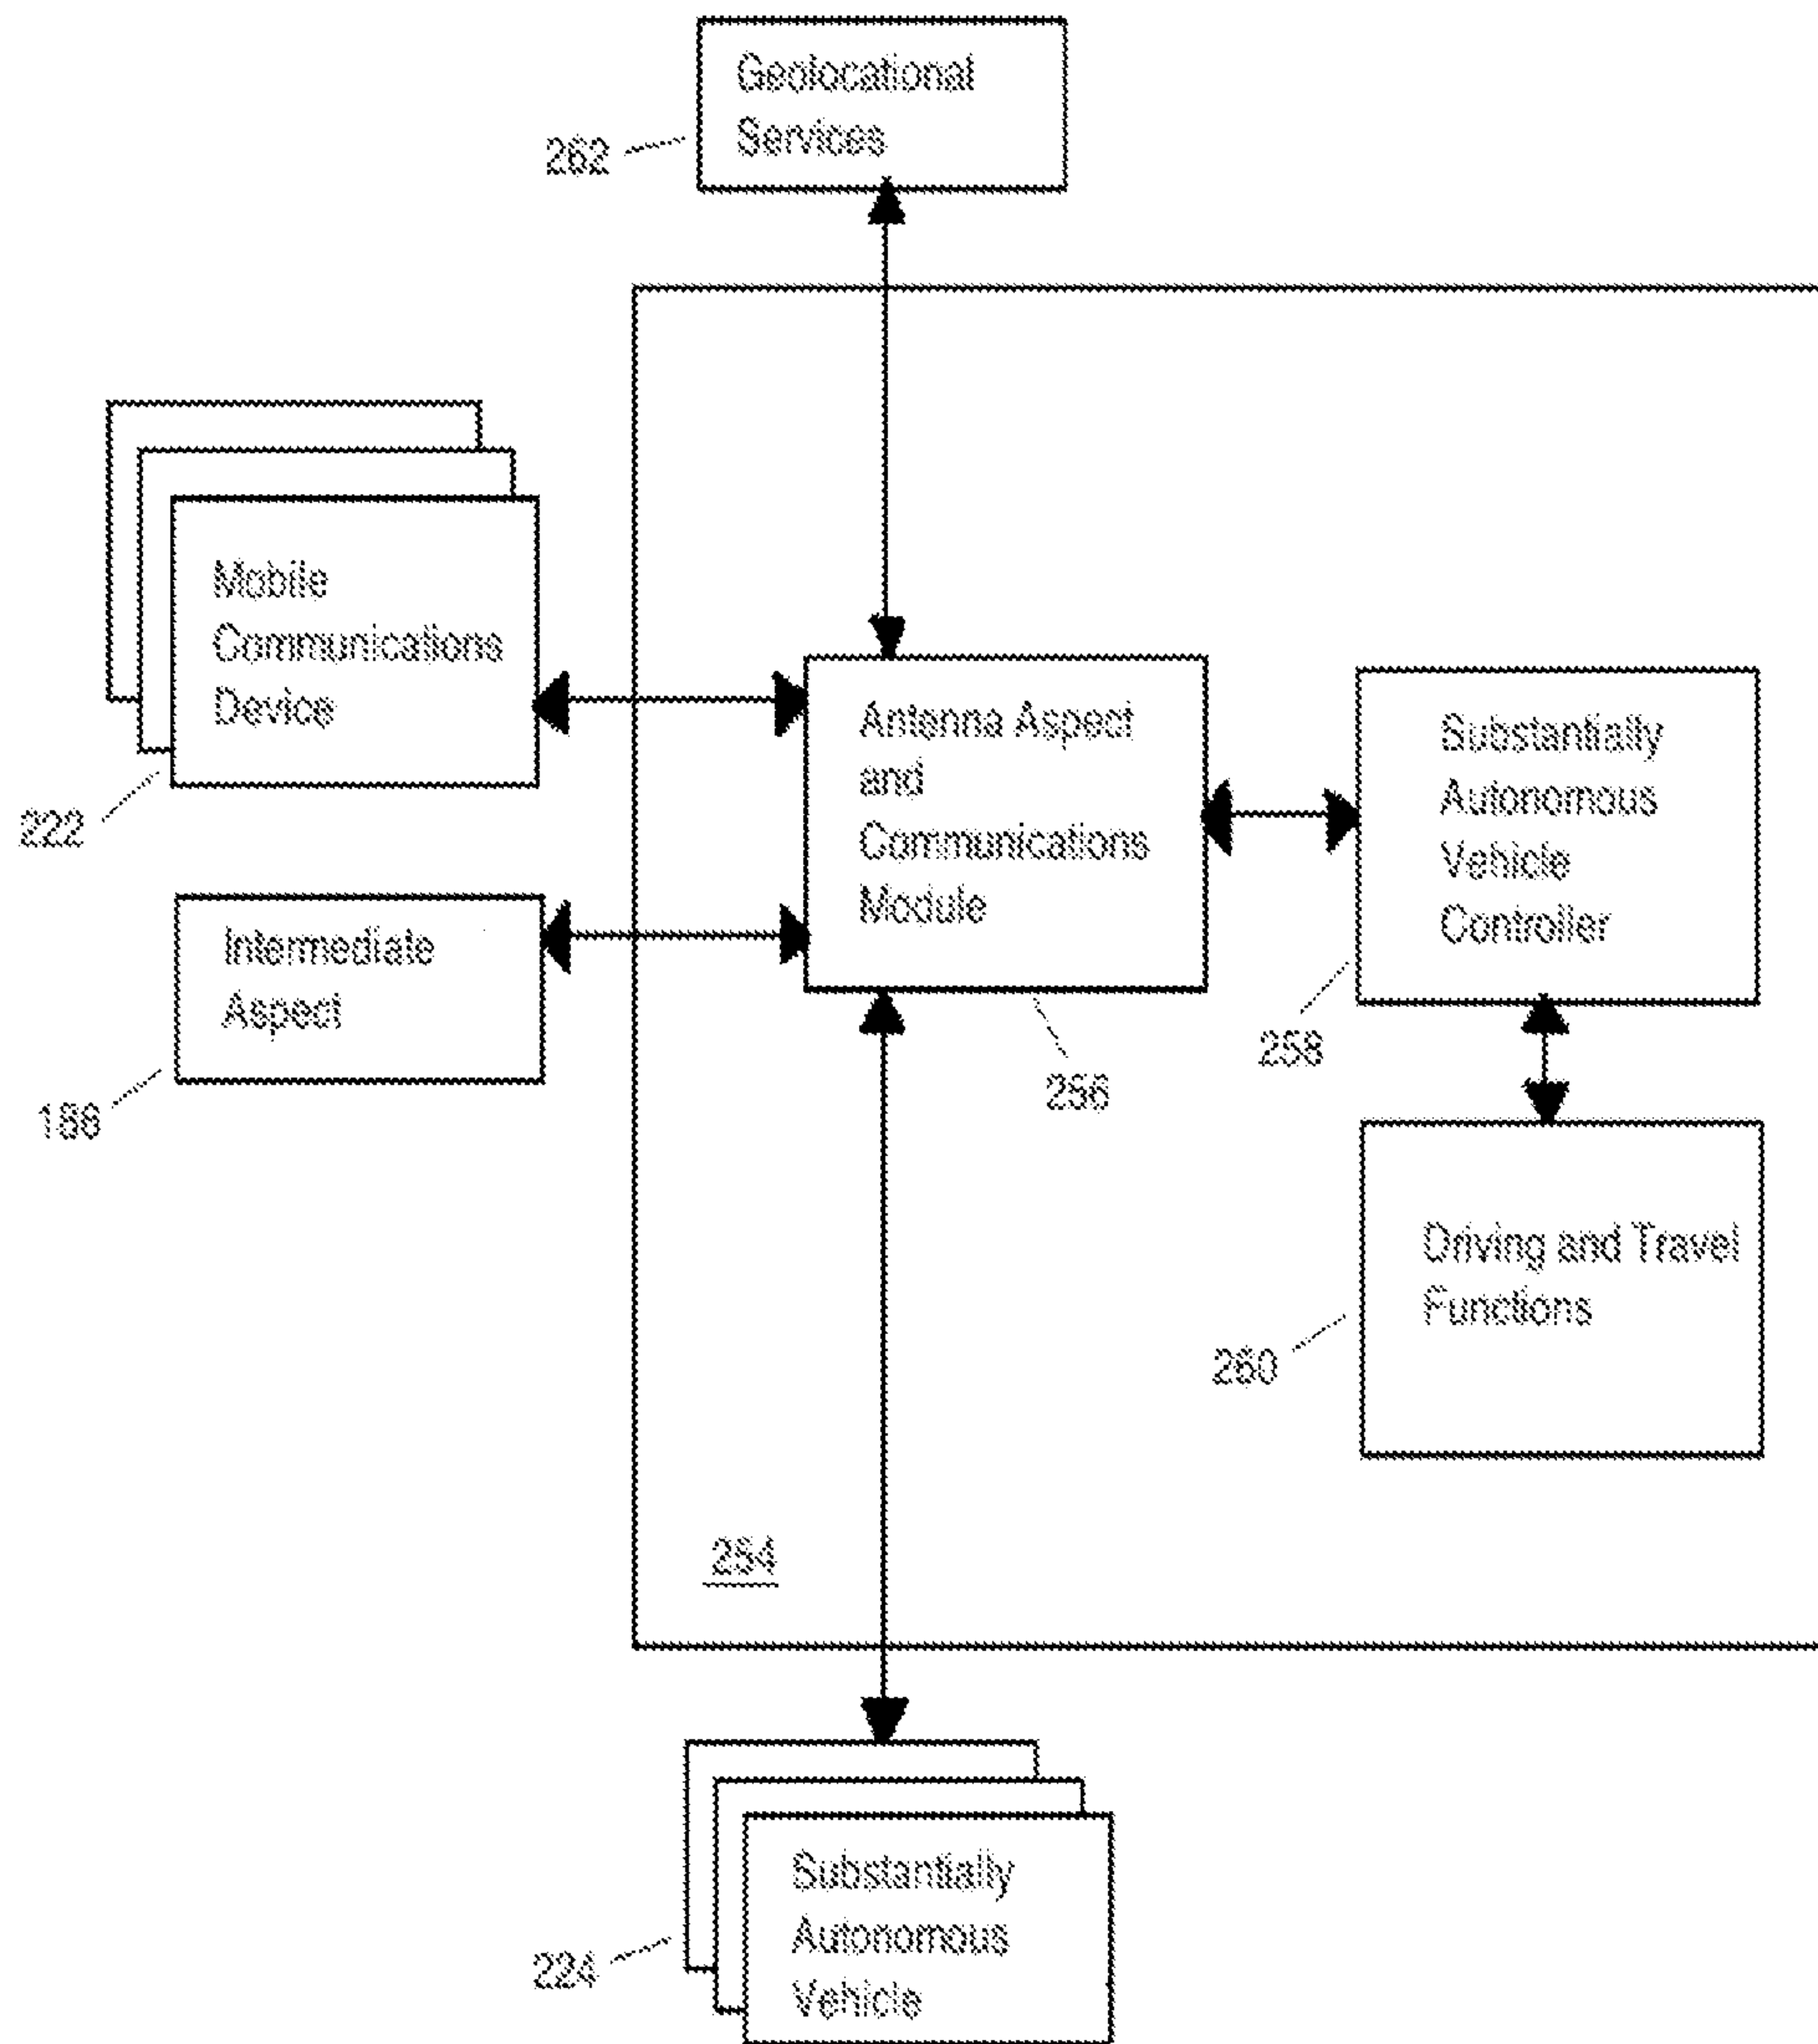 Geolocational
Services
262
Mobile
Communications
Device
222
Antenna Aspect
and
Communications
Module
256
Substantially
Autonomous
Vehicle
Controller
258
Intermediate
Aspect
186
Driving and Travel
Functions
260
254
Substantially
Autonomous
Vehicle
224